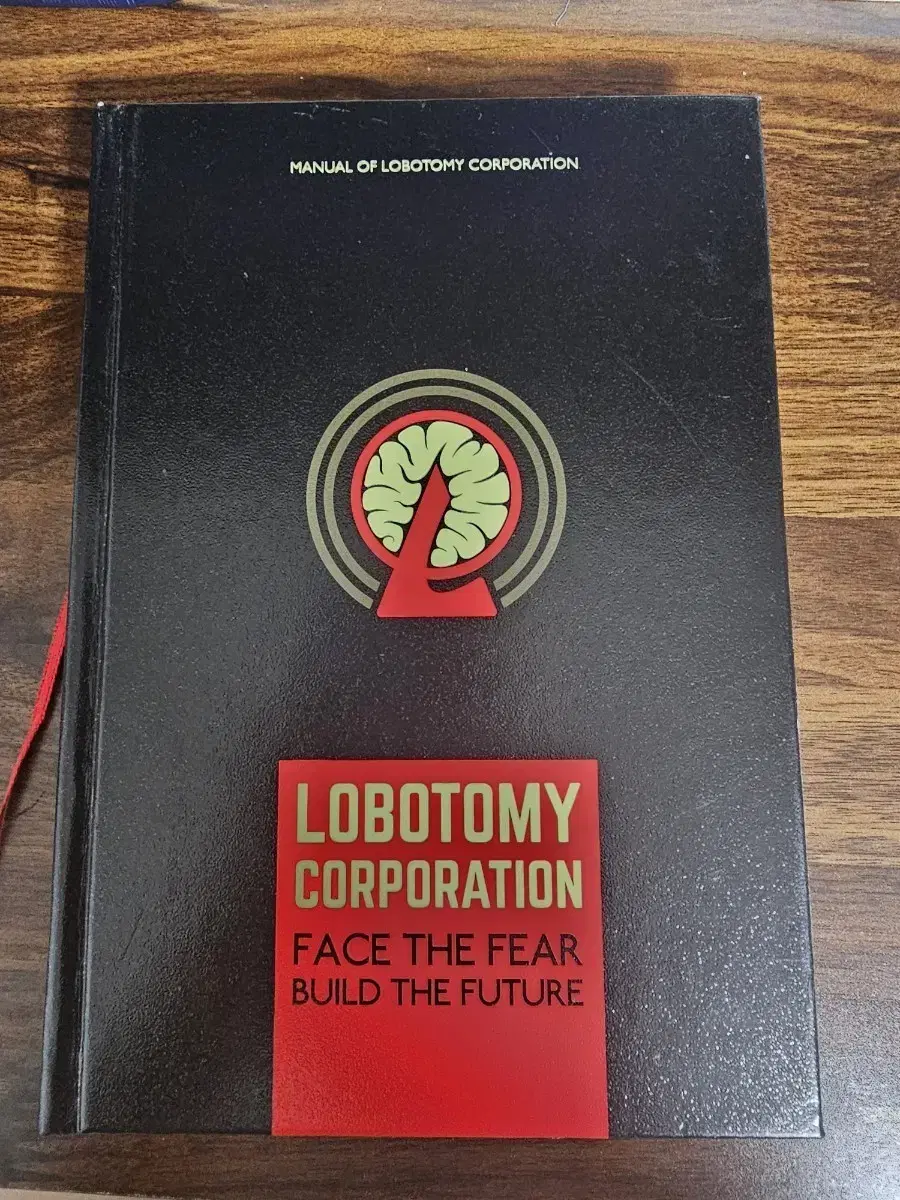 MANUAL OF LOBOTOMY CORPORATION
LOBOTOMY
CORPORATION
FACE THE FEAR
BUILD THE FUTURE